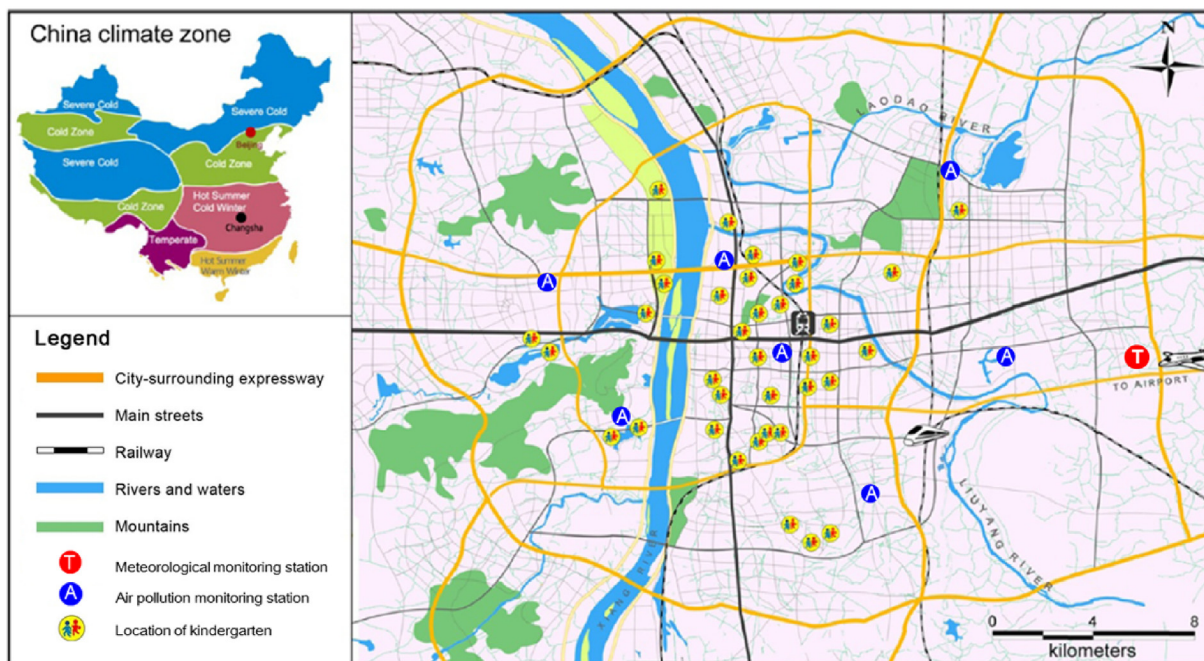 China climate zone
Severe Cold
Severe Cold
Cold Zone
Beijing
Severe Cold
Cold Zone
Hot Summer
Cold Winter
Cold Zone
Changsha
Temperate
Hot Summer
Warm Winter
Legend
City-surrounding expressway
Main streets
Railway
Rivers and waters
Mountains
T
Meteorological monitoring station
A
Air pollution monitoring station
Location of kindergarten
N
LAODAO RIVER
A
A
A
A
A
T
TO AIRPORT
A
A
LIUYANG RIVER
XIANG RIVER
0 4 8
kilometers